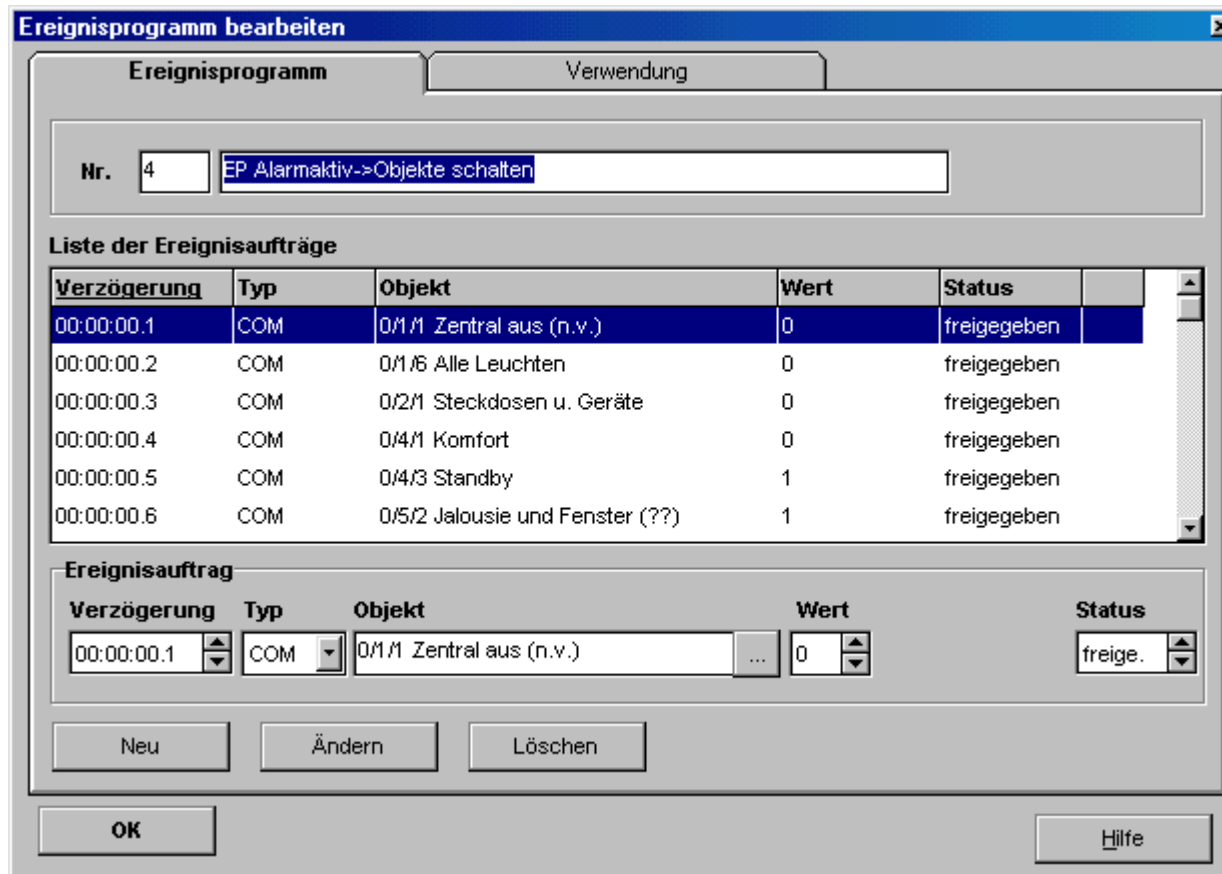 Ereignisprogramm bearbeiten
Ereignisprogramm Verwendung
Nr. 4 EP Alarmaktiv->Objekte schalten
Liste der Ereignisaufträge
Verzögerung Typ Objekt Wert Status
00:00:00.1 COM 0/1/1 Zentral aus (n.v.) 0 freigegeben
00:00:00.2 COM 0/1/6 Alle Leuchten 0 freigegeben
00:00:00.3 COM 0/2/1 Steckdosen u. Geräte 0 freigegeben
00:00:00.4 COM 0/4/1 Komfort 0 freigegeben
00:00:00.5 COM 0/4/3 Standby 1 freigegeben
00:00:00.6 COM 0/5/2 Jalousie und Fenster (??) 1 freigegeben
Ereignisauftrag
Verzögerung Typ Objekt Wert Status
00:00:00.1 COM 0/1/1 Zentral aus (n.v.) ... 0 freige.
Neu Ändern Löschen
OK Hilfe